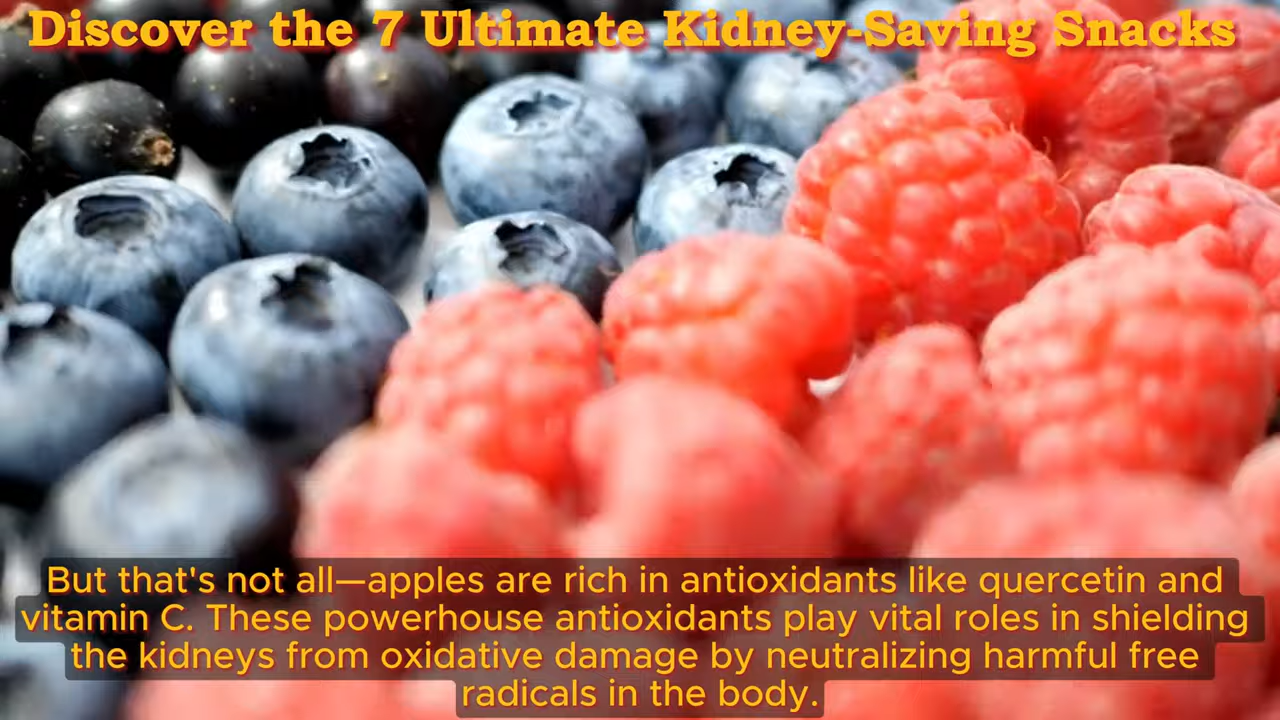 Discover the 7 Ultimate Kidney-Saving Snacks
But that's not all—apples are rich in antioxidants like quercetin and
vitamin C. These powerhouse antioxidants play vital roles in shielding
the kidneys from oxidative damage by neutralizing harmful free
radicals in the body.